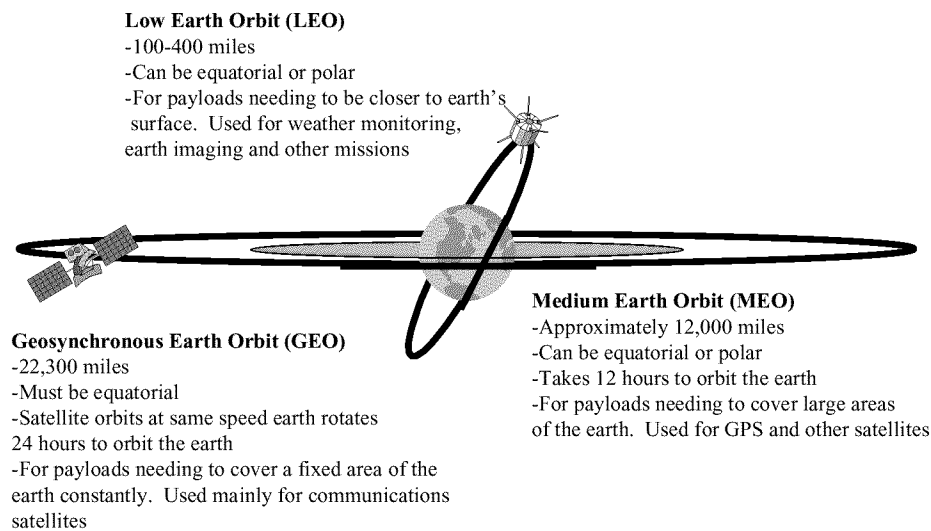 Low Earth Orbit (LEO)
-100-400 miles
-Can be equatorial or polar
-For payloads needing to be closer to earth's
surface.  Used for weather monitoring,
earth imaging and other missions
Geosynchronous Earth Orbit (GEO)
-22,300 miles
-Must be equatorial
-Satellite orbits at same speed earth rotates
24 hours to orbit the earth
-For payloads needing to cover a fixed area of the
earth constantly.  Used mainly for communications
satellites
Medium Earth Orbit (MEO)
-Approximately 12,000 miles
-Can be equatorial or polar
-Takes 12 hours to orbit the earth
-For payloads needing to cover large areas
of the earth.  Used for GPS and other satellites